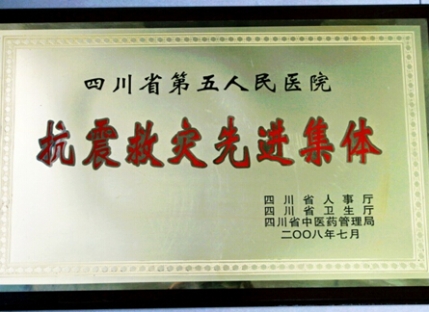 四川省第五人民医院
抗震救灾先进集体
四川省人事厅
四川省卫生厅
四川省中医药管理局
二〇〇八年七月